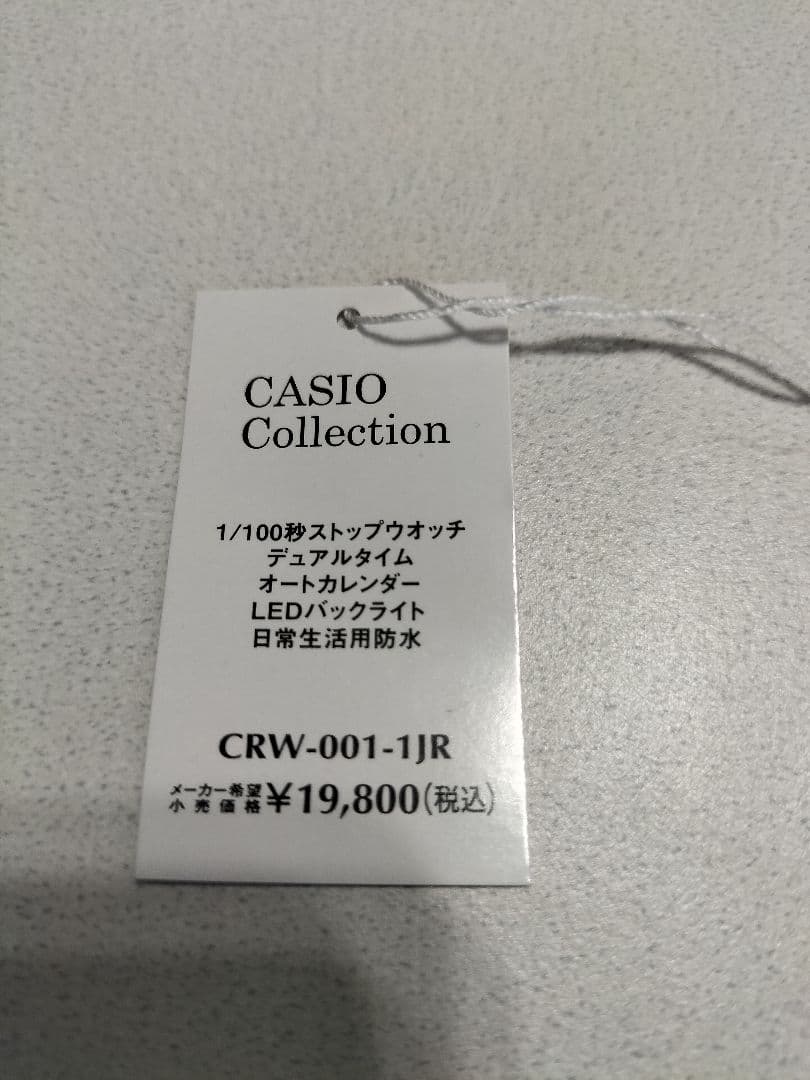 CASIO
Collection
1/100秒ストップウオッチ
デュアルタイム
オートカレンダー
LEDバックライト
日常生活用防水
CRW-001-1JR
メーカー希望
小売価格 ¥19,800(税込)